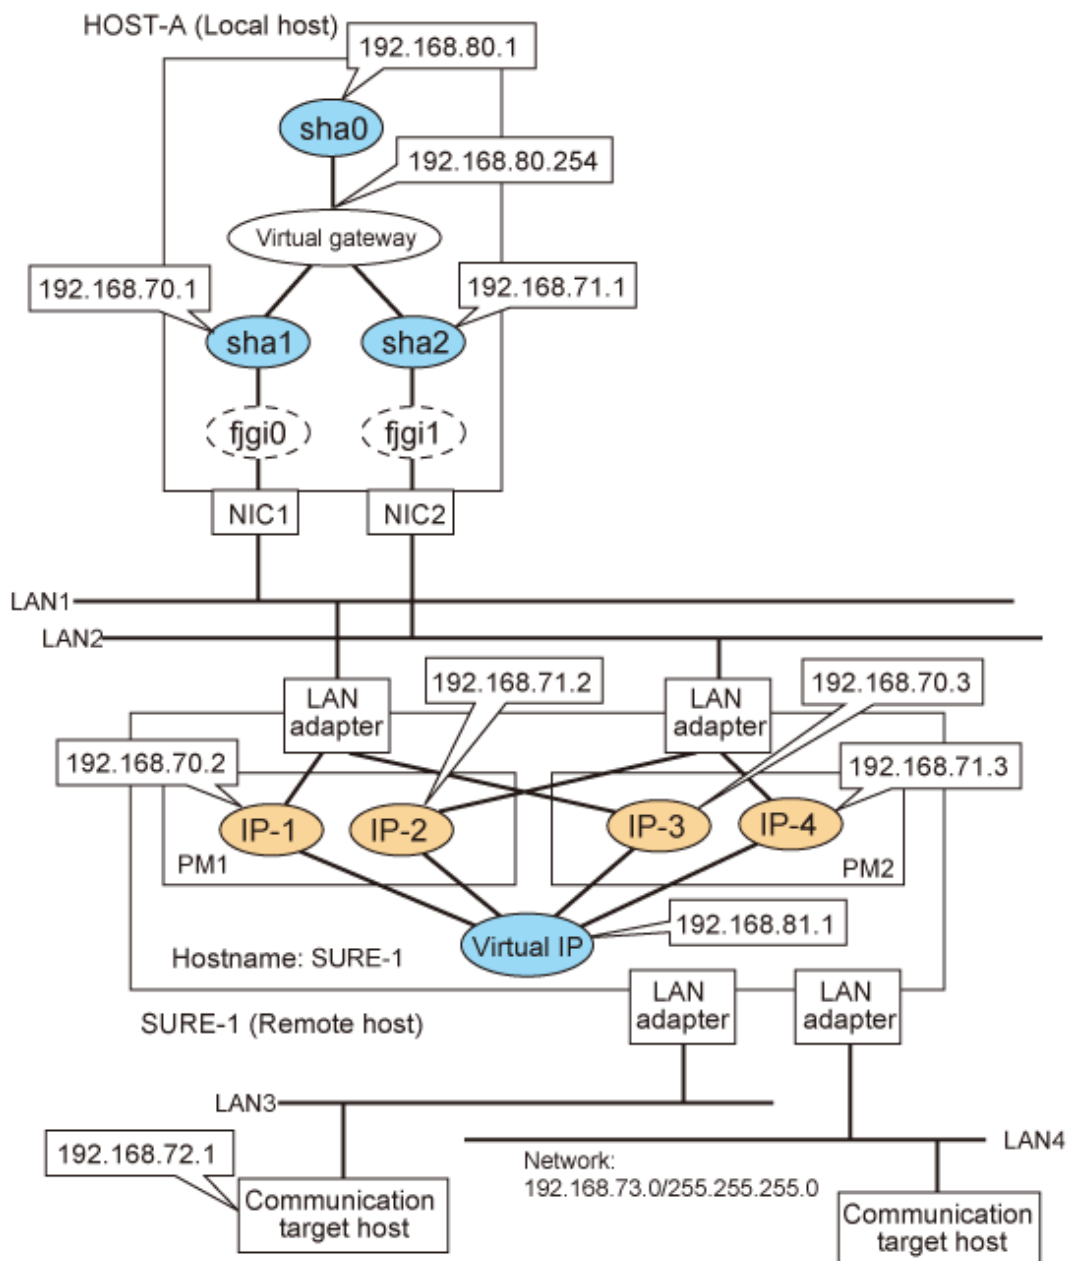 HOST-A (Local host)
192.168.80.1
sha0
192.168.80.254
Virtual gateway
192.168.70.1
192.168.71.1
sha1
sha2
fjgi0
fjgi1
NIC1
NIC2
LAN1
LAN2
LAN
adapter
192.168.71.2
LAN
adapter
192.168.70.3
192.168.70.2
192.168.71.3
IP-1
IP-2
IP-3
IP-4
PM1
PM2
Virtual IP
192.168.81.1
Hostname: SURE-1
SURE-1 (Remote host)
LAN
adapter
LAN
adapter
LAN3
LAN4
192.168.72.1
Network:
192.168.73.0/255.255.255.0
Communication
target host
Communication
target host